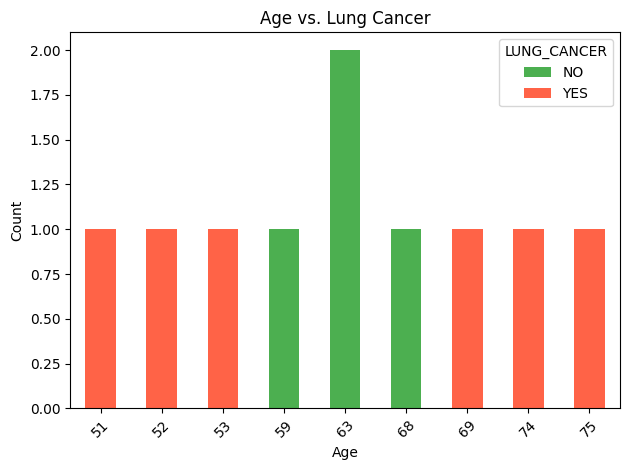 Age vs. Lung Cancer
LUNG_CANCER
NO
YES
Count
2.00
1.75
1.50
1.25
1.00
0.75
0.50
0.25
0.00
51 52 53 59 63 68 69 74 75
Age